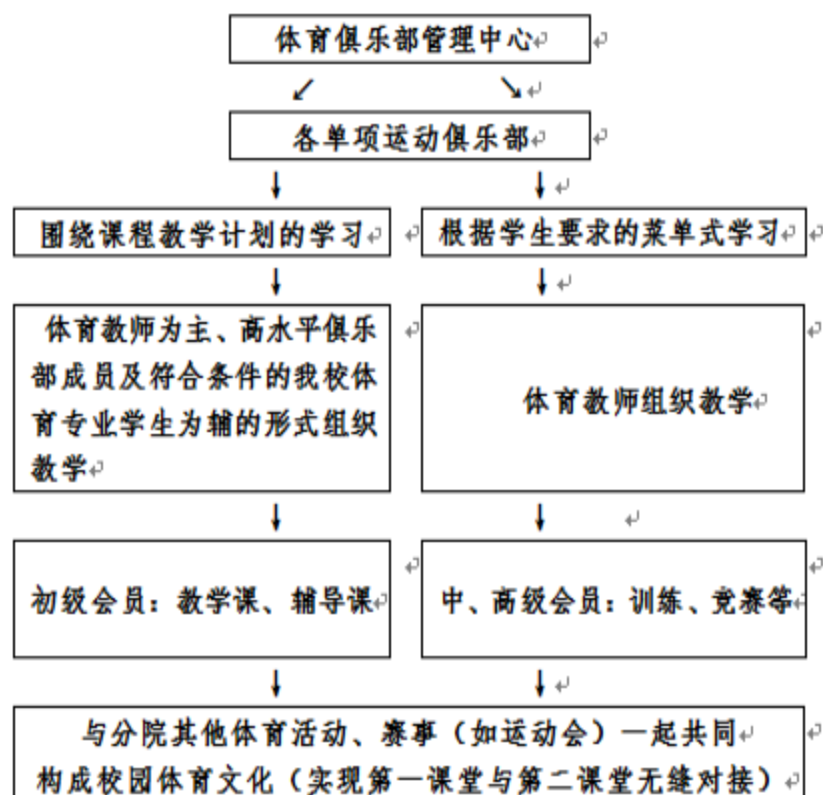 体育俱乐部管理中心
↙ ↘
各单项运动俱乐部
↓ ↓
围绕课程教学计划的学习 根据学生要求的菜单式学习
↓ ↓
体育教师为主、高水平俱乐
部成员及符合条件的我校体
育专业学生为辅的形式组织
教学
体育教师组织教学
↓ ↓
初级会员：教学课、辅导课 中、高级会员：训练、竞赛等
↓ ↓
与分院其他体育活动、赛事（如运动会）一起共同
构成校园体育文化（实现第一课堂与第二课堂无缝对接）